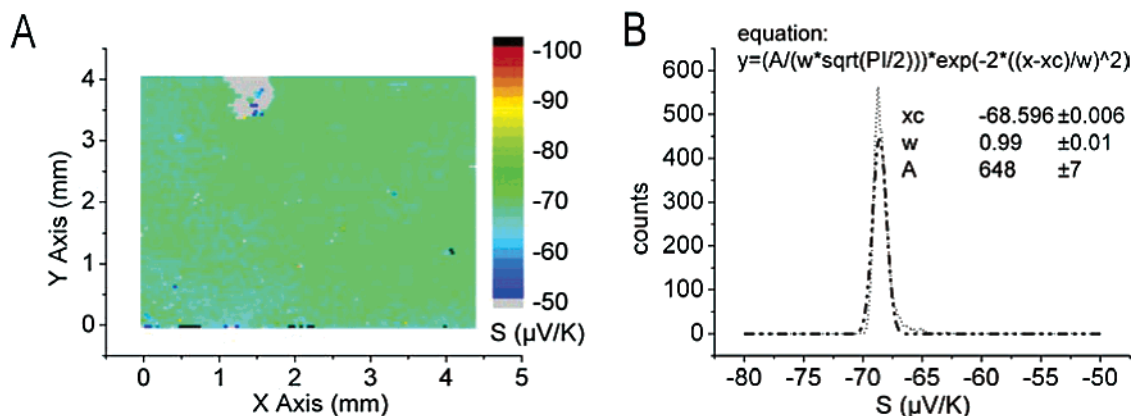 A
4
3
2
1
0
Y Axis (mm)
0 1 2 3 4 5
X Axis (mm)
-100
-90
-80
-70
-60
-50
S (µV/K)
B
equation:
y=(A/(w*sqrt(PI/2)))*exp(-2*((x-xc)/w)^2)
600
500
400
300
200
100
0
counts
xc -68.596 ±0.006
w 0.99 ±0.01
A 648 ±7
-80 -75 -70 -65 -60 -55 -50
S (µV/K)